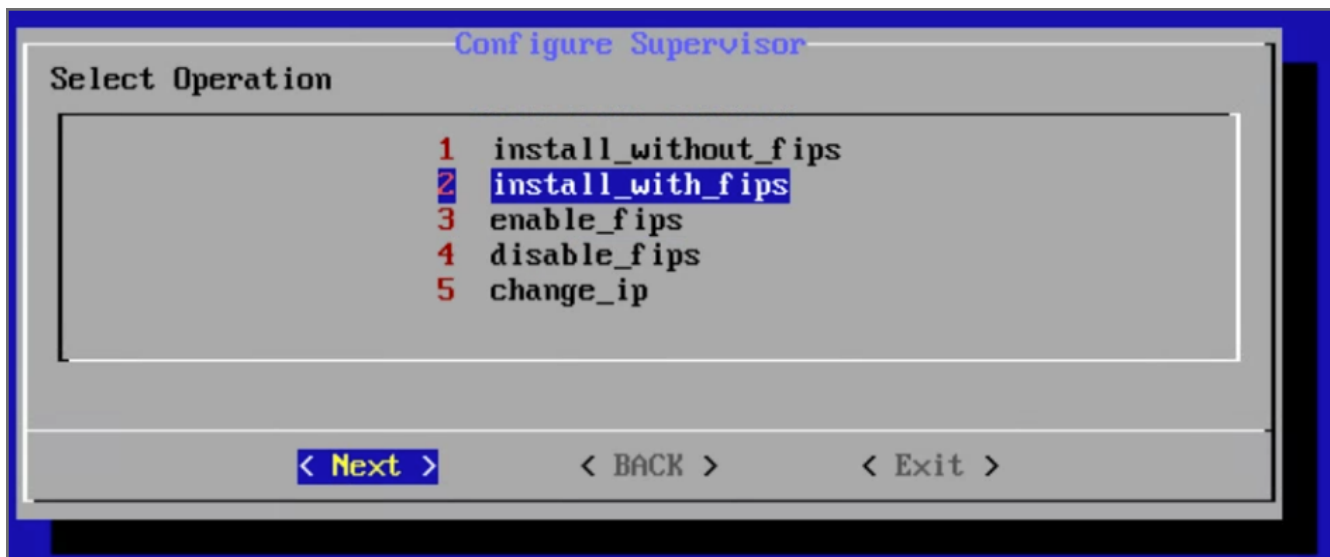 Configure Supervisor
Select Operation
1 install_without_fips
2 install_with_fips
3 enable_fips
4 disable_fips
5 change_ip
< Next > < BACK > < Exit >